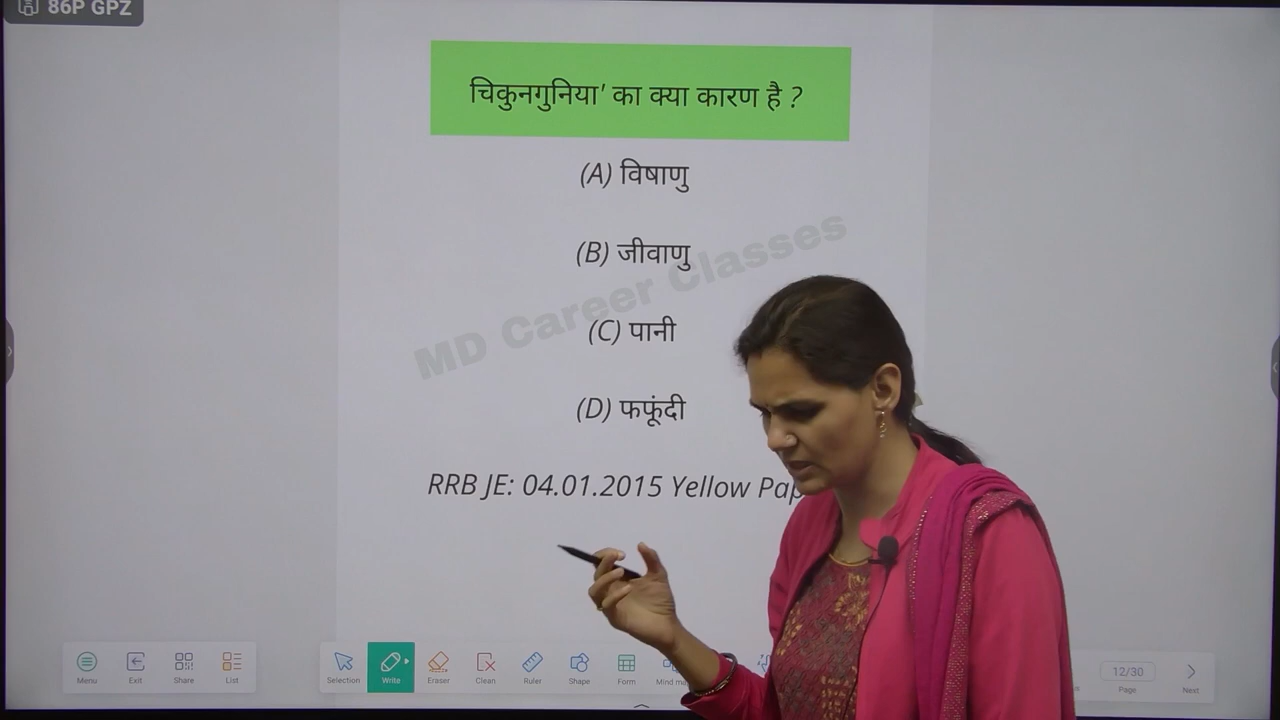 86P GPZ
चिकुनगुनिया' का क्या कारण है ?
(A) विषाणु
(B) जीवाणु
(C) पानी
(D) फफूंदी
MD Career Classes
RRB JE: 04.01.2015 Yellow
Menu Exit Share List Selection Write Eraser Clean Ruler Shape Form Mind 12/30 Page Next